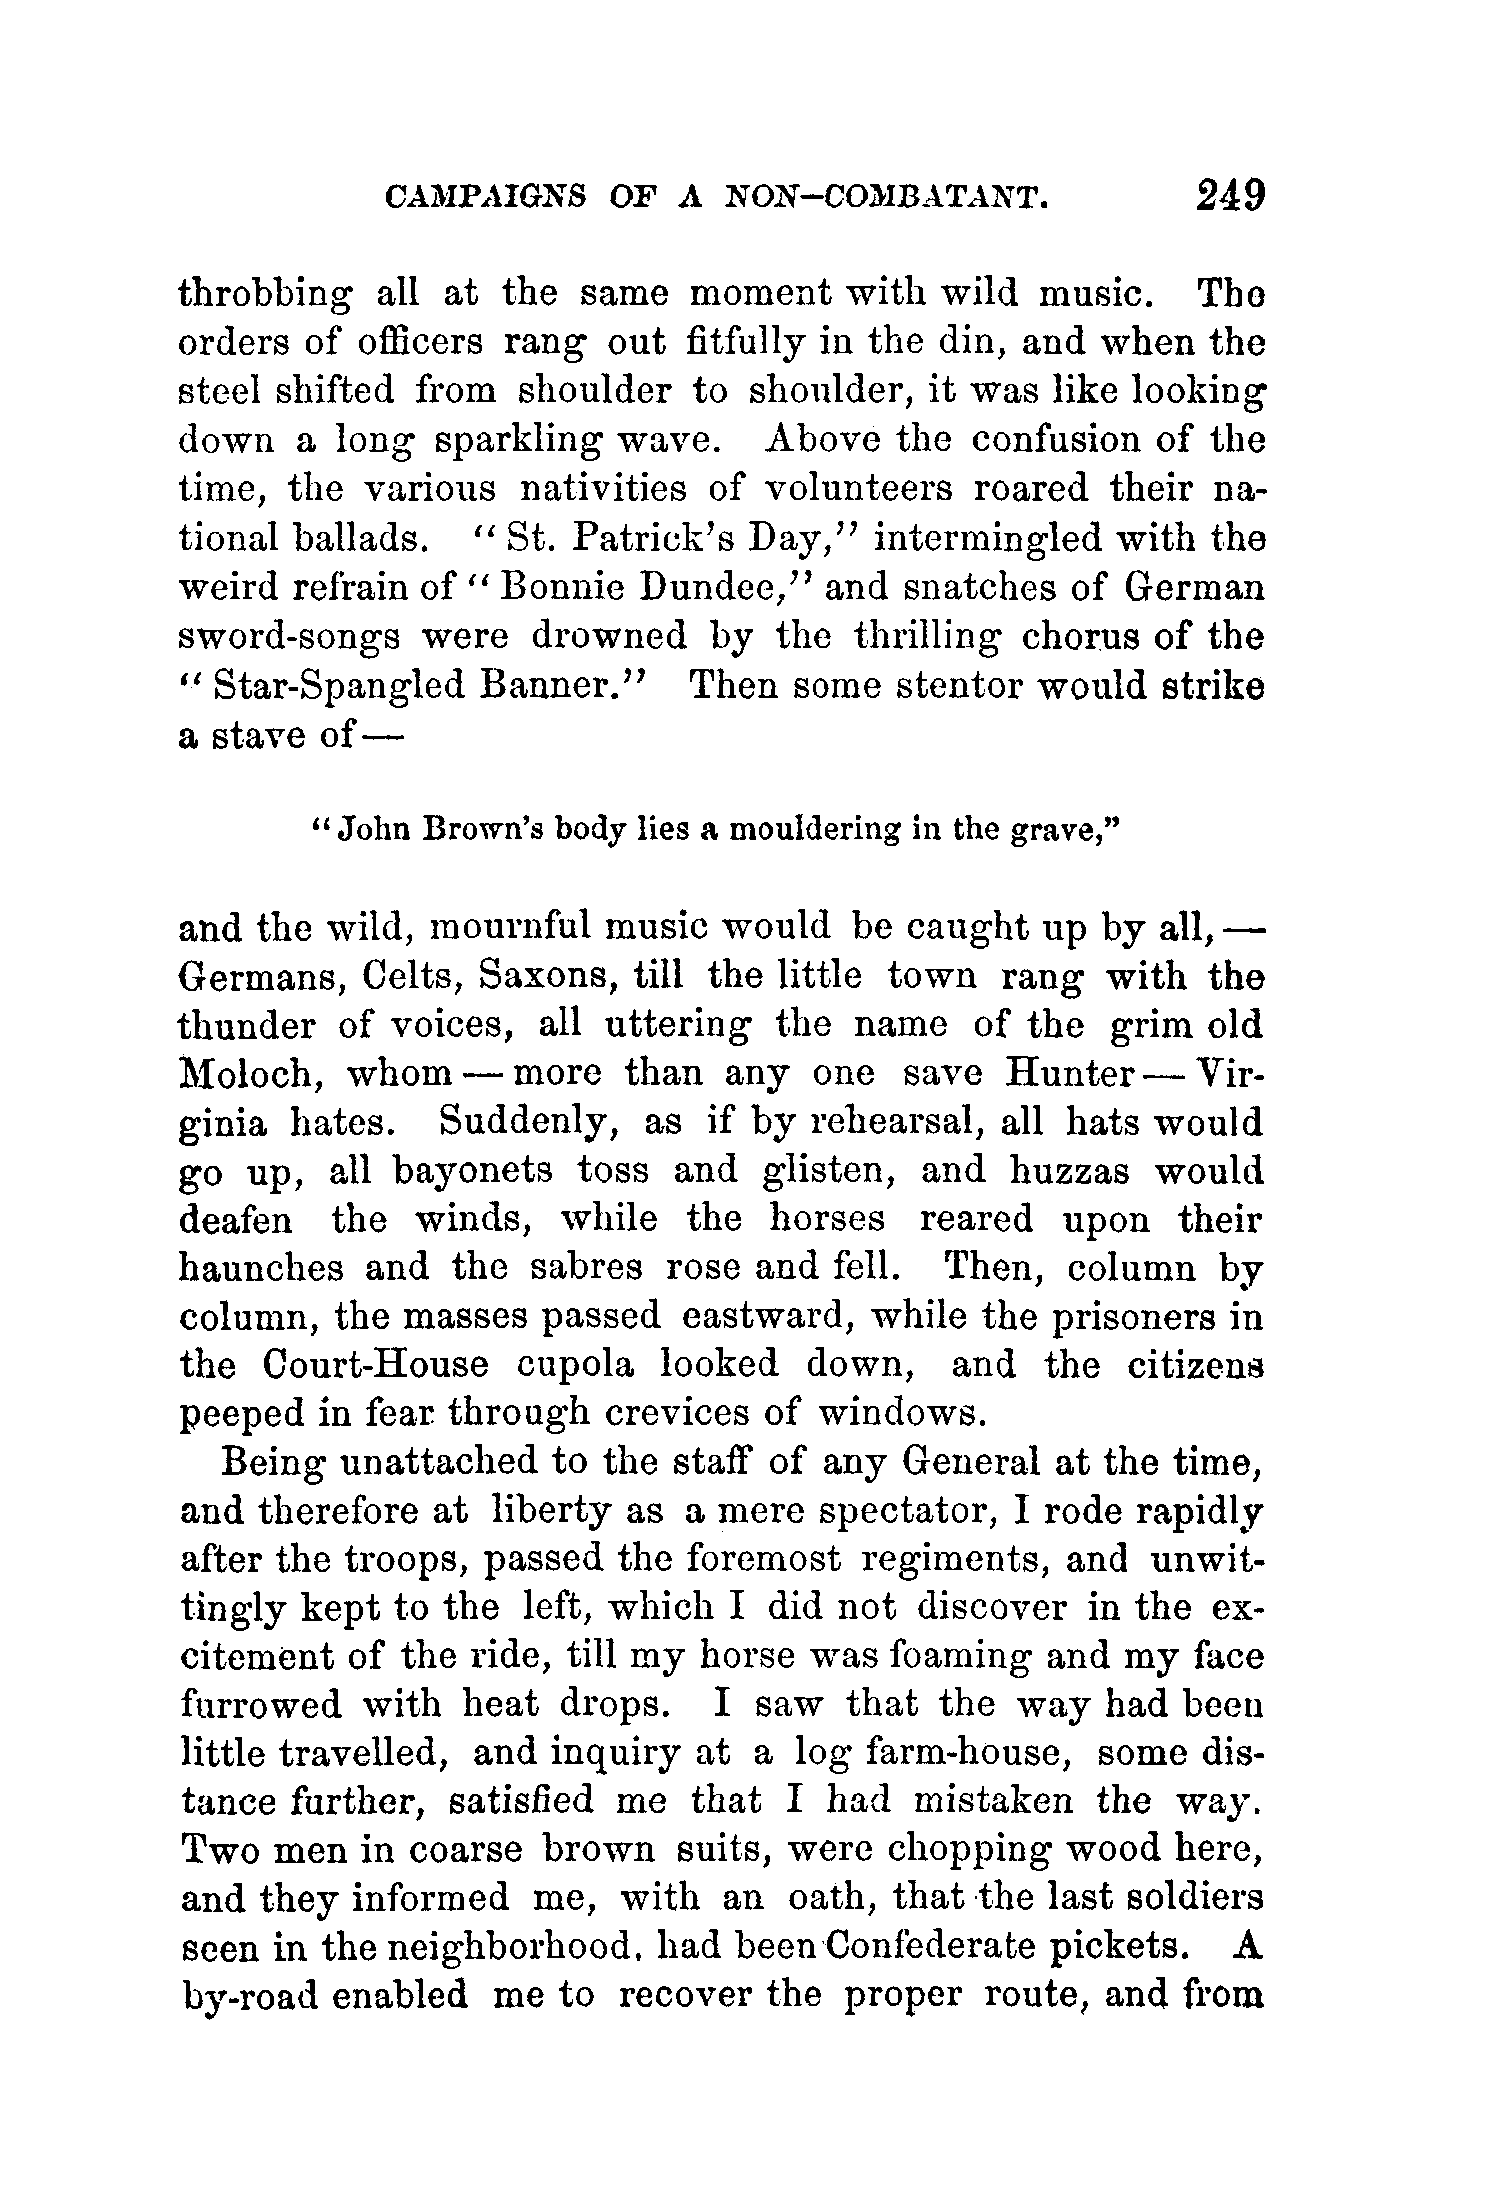 CAMPAIGNS OF A NON-COMBATANT. 249
throbbing all at the same moment with wild music. The
orders of officers rang out fitfully in the din, and when the
steel shifted from shoulder to shoulder, it was like looking
down a long sparkling wave. Above the confusion of the
time, the various nativities of volunteers roared their na-
tional ballads. "St. Patrick's Day," intermingled with the
weird refrain of "Bonnie Dundee," and snatches of German
sword-songs were drowned by the thrilling chorus of the
"Star-Spangled Banner." Then some stentor would strike
a stave of—
"John Brown's body lies a mouldering in the grave,"
and the wild, mournful music would be caught up by all,—
Germans, Celts, Saxons, till the little town rang with the
thunder of voices, all uttering the name of the grim old
Moloch, whom — more than any one save Hunter — Vir-
ginia hates. Suddenly, as if by rehearsal, all hats would
go up, all bayonets toss and glisten, and huzzas would
deafen the winds, while the horses reared upon their
haunches and the sabres rose and fell. Then, column by
column, the masses passed eastward, while the prisoners in
the Court-House cupola looked down, and the citizens
peeped in fear through crevices of windows.
Being unattached to the staff of any General at the time,
and therefore at liberty as a mere spectator, I rode rapidly
after the troops, passed the foremost regiments, and unwit-
tingly kept to the left, which I did not discover in the ex-
citement of the ride, till my horse was foaming and my face
furrowed with heat drops. I saw that the way had been
little travelled, and inquiry at a log farm-house, some dis-
tance further, satisfied me that I had mistaken the way.
Two men in coarse brown suits, were chopping wood here,
and they informed me, with an oath, that the last soldiers
seen in the neighborhood, had been Confederate pickets. A
by-road enabled me to recover the proper route, and from